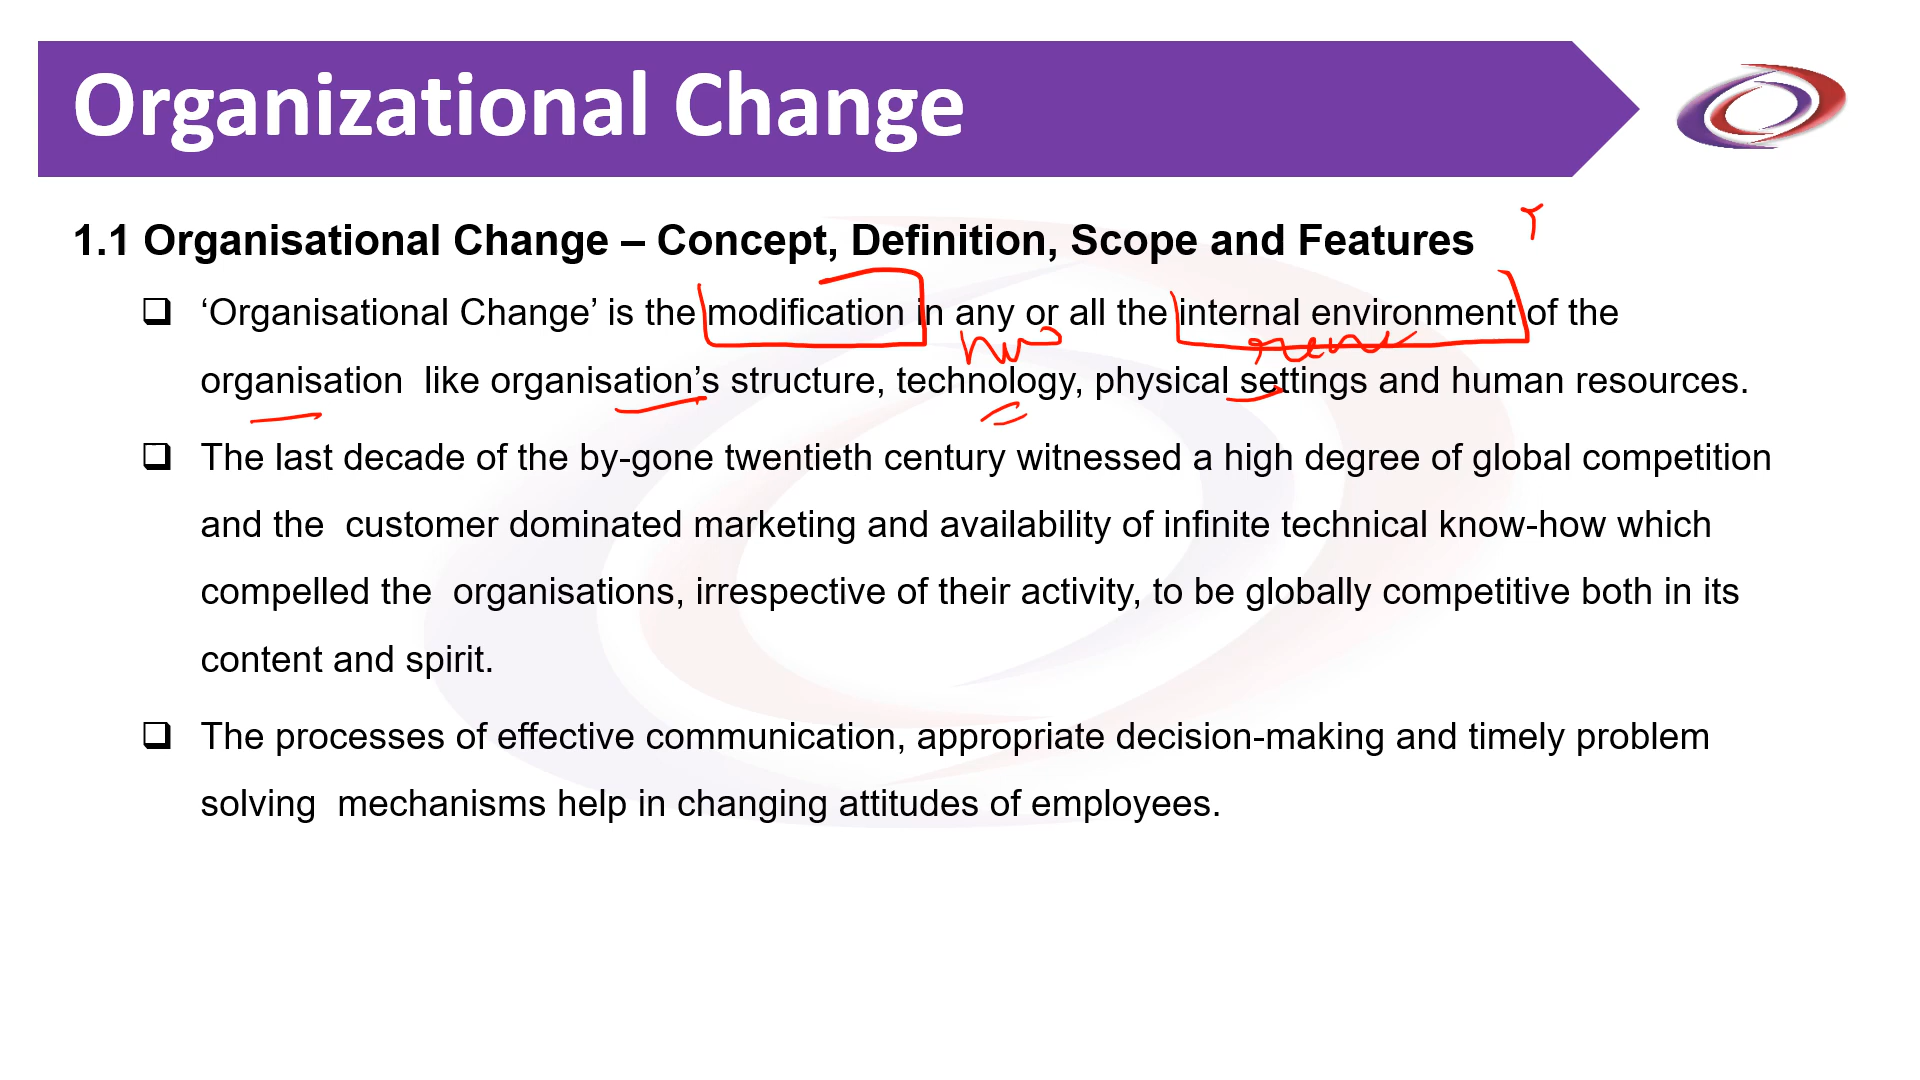 Organizational Change
1.1 Organisational Change – Concept, Definition, Scope and Features
‘Organisational Change’ is the modification in any or all the internal environment of the
organisation like organisation’s structure, technology, physical settings and human resources.
The last decade of the by-gone twentieth century witnessed a high degree of global competition
and the customer dominated marketing and availability of infinite technical know-how which
compelled the organisations, irrespective of their activity, to be globally competitive both in its
content and spirit.
The processes of effective communication, appropriate decision-making and timely problem
solving mechanisms help in changing attitudes of employees.